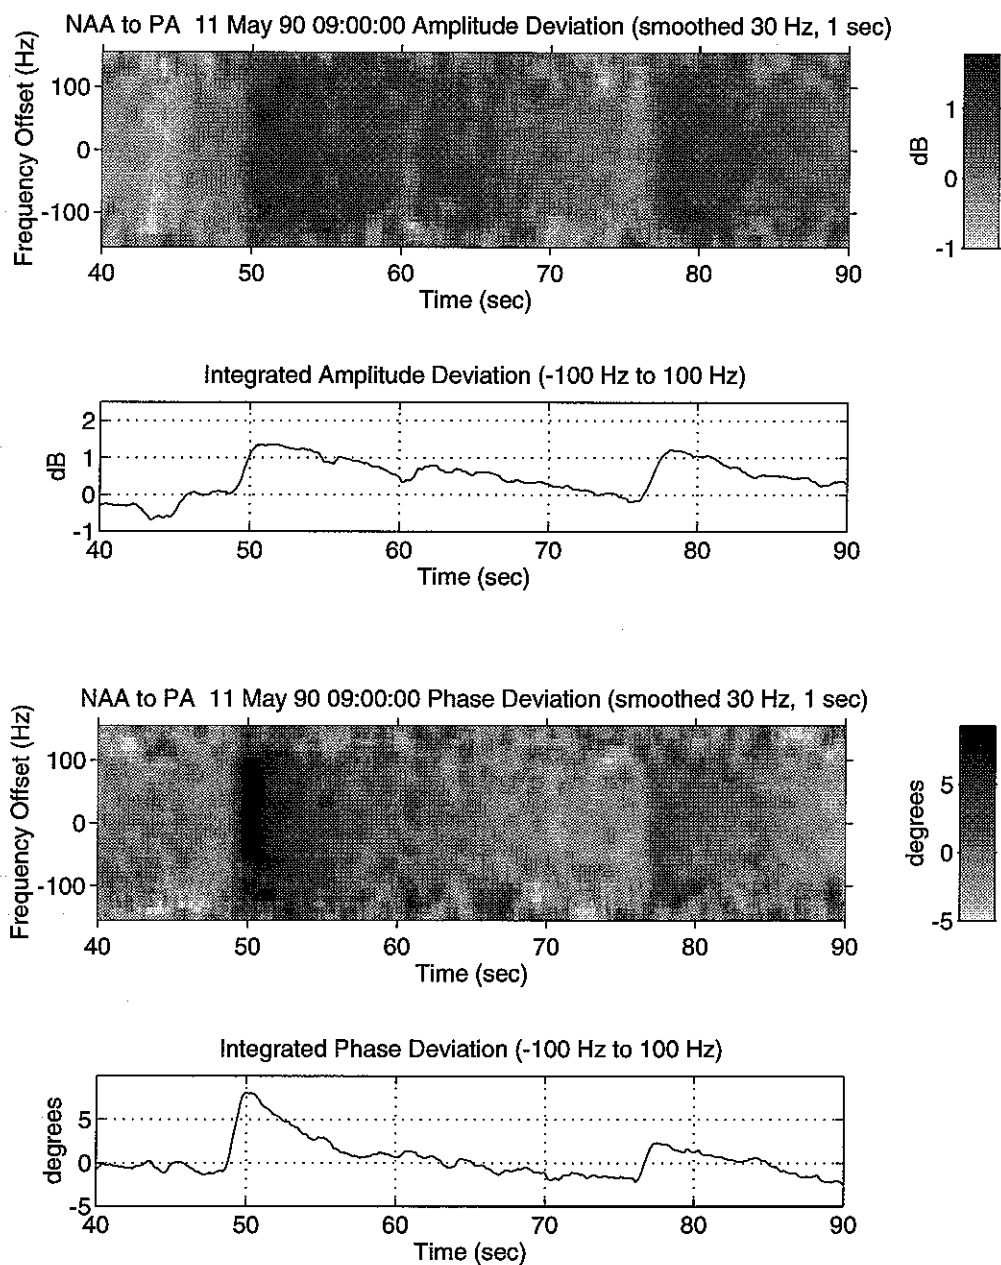 NAA to PA 11 May 90 09:00:00 Amplitude Deviation (smoothed 30 Hz, 1 sec)
Frequency Offset (Hz)
100
0
-100
40 50 60 70 80 90
Time (sec)
dB
1
0
-1
Integrated Amplitude Deviation (-100 Hz to 100 Hz)
dB
2
1
0
-1
40 50 60 70 80 90
Time (sec)
NAA to PA 11 May 90 09:00:00 Phase Deviation (smoothed 30 Hz, 1 sec)
Frequency Offset (Hz)
100
0
-100
40 50 60 70 80 90
Time (sec)
degrees
5
0
-5
Integrated Phase Deviation (-100 Hz to 100 Hz)
degrees
5
0
-5
40 50 60 70 80 90
Time (sec)